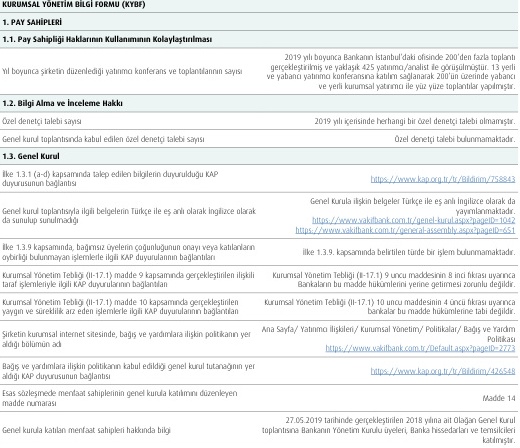 KURUMSAL YÖNETİM BİLGİ FORMU (KYBF)
1. PAY SAHİPLERİ
1.1. Pay Sahipliği Haklarının Kullanımının Kolaylaştırılması
Yıl boyunca şirketin düzenlediği yatırımcı konferans ve toplantılarının sayısı
2019 yılı boyunca Bankanın İstanbul'daki ofisinde 200'den fazla toplantı
gerçekleştirilmiş ve yaklaşık 425 yatırımcı/analist ile görüşülmüştür. 13 yerli
ve yabancı yatırımcı konferansına katılım sağlanarak 200'ün üzerinde yabancı
ve yerli kurumsal yatırımcı ile yüz yüze toplantılar yapılmıştır.
1.2. Bilgi Alma ve İnceleme Hakkı
Özel denetçi talebi sayısı
2019 yılı içerisinde herhangi bir özel denetçi talebi olmamıştır.
Genel kurul toplantısında kabul edilen özel denetçi talebi sayısı
Özel denetçi talebi bulunmamaktadır.
1.3. Genel Kurul
İlke 1.3.1 (a-d) kapsamında talep edilen bilgilerin duyurulduğu KAP
duyurusunun bağlantısı
https://www.kap.org.tr/tr/Bildirim/758843
Genel kurul toplantısıyla ilgili belgelerin Türkçe ile eş anlı olarak İngilizce olarak
da sunulup sunulmadığı
Genel Kurula ilişkin belgeler Türkçe ile eş anlı İngilizce olarak da
yayımlanmaktadır.
https://www.vakifbank.com.tr/genel-kurul.aspx?pageID=1042
https://www.vakifbank.com.tr/general-assembly.aspx?pageID=651
İlke 1.3.9 kapsamında, bağımsız üyelerin çoğunluğunun onayı veya katılanların
oybirliği bulunmayan işlemlerle ilgili KAP duyurularının bağlantıları
İlke 1.3.9. kapsamında belirtilen türde bir işlem bulunmamaktadır.
Kurumsal Yönetim Tebliği (II-17.1) madde 9 kapsamında gerçekleştirilen ilişkili
taraf işlemleriyle ilgili KAP duyurularının bağlantıları
Kurumsal Yönetim Tebliği (II-17.1) 9 uncu maddesinin 8 inci fıkrası uyarınca
Bankaların bu madde hükümlerini yerine getirmesi zorunlu değildir.
Kurumsal Yönetim Tebliği (II-17.1) madde 10 kapsamında gerçekleştirilen
yaygın ve süreklilik arz eden işlemlerle ilgili KAP duyurularının bağlantıları
Kurumsal Yönetim Tebliği (II-17.1) 10 uncu maddesinin 4 üncü fıkrası uyarınca
bankalar bu madde hükümlerine tabi değildir.
Şirketin kurumsal internet sitesinde, bağış ve yardımlara ilişkin politikanın yer
aldığı bölümün adı
Ana Sayfa/ Yatırımcı İlişkileri/ Kurumsal Yönetim/ Politikalar/ Bağış ve Yardım
Politikası
https://www.vakifbank.com.tr/Default.aspx?pageID=2773
Bağış ve yardımlara ilişkin politikanın kabul edildiği genel kurul tutanağının yer
aldığı KAP duyurusunun bağlantısı
https://www.kap.org.tr/tr/Bildirim/426548
Esas sözleşmede menfaat sahiplerinin genel kurula katılımını düzenleyen
madde numarası
Madde 14
Genel kurula katılan menfaat sahipleri hakkında bilgi
27.05.2019 tarihinde gerçekleştirilen 2018 yılına ait Olağan Genel Kurul
toplantısına Bankanın Yönetim Kurulu üyeleri, Banka hissedarları ve temsilcileri
katılmıştır.